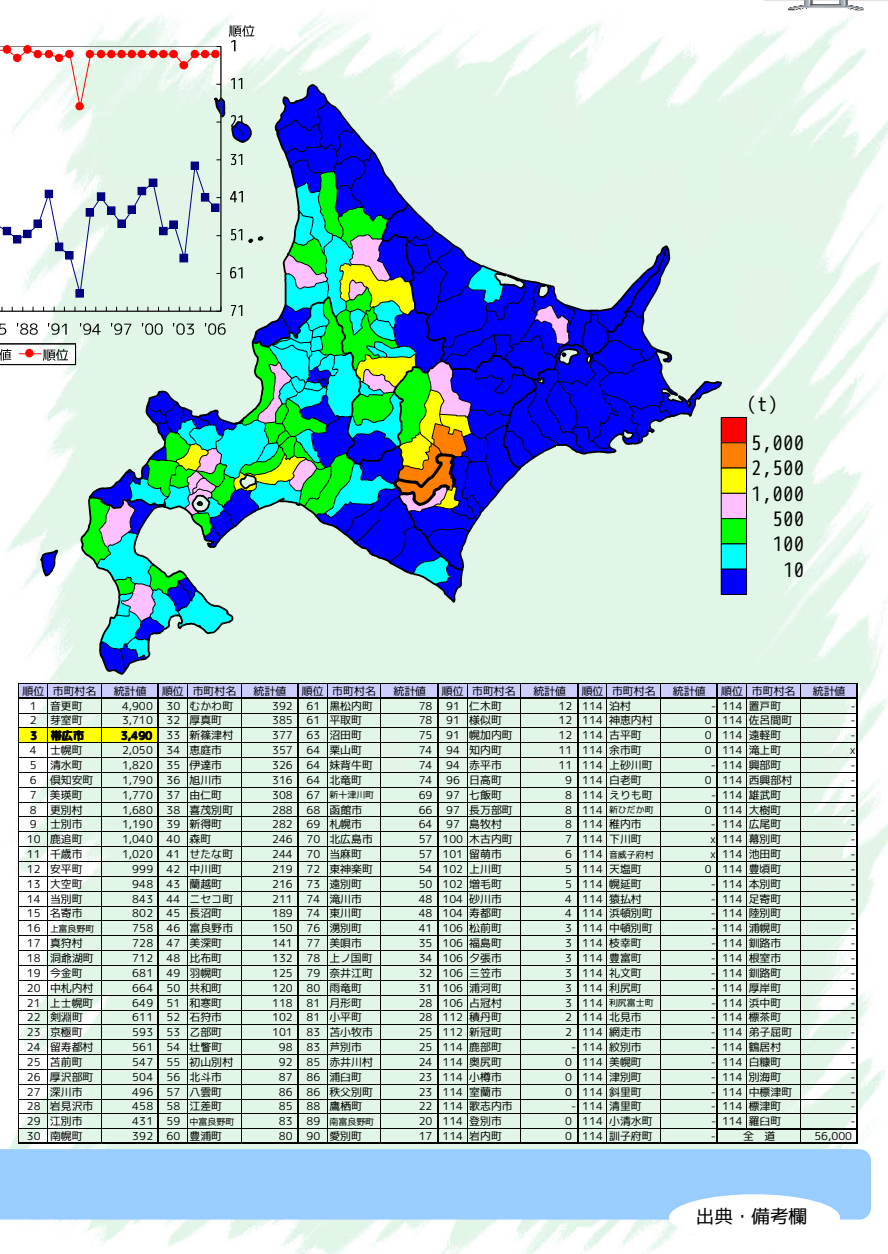 順位
1
11
21
31
41
51
61
71
5 '88 '91 '94 '97 '00 '03 '06
値 順位
(t)
5,000
2,500
1,000
500
100
10
順位 市町村名 統計値 順位 市町村名 統計値 順位 市町村名 統計値 順位 市町村名 統計値 順位 市町村名 統計値 順位 市町村名 統計値
1 音更町 4,900 30 むかわ町 392 61 黒松内町 78 91 仁木町 12 114 泊村 - 114 置戸町 -
2 芽室町 3,710 32 厚真町 385 61 平取町 78 91 様似町 12 114 神恵内村 0 114 佐呂間町 -
3 帯広市 3,490 33 新篠津村 377 63 沼田町 75 91 幌加内町 12 114 古平町 0 114 遠軽町 -
4 士幌町 2,050 34 恵庭市 357 64 栗山町 74 94 知内町 11 114 余市町 0 114 滝上町 x
5 清水町 1,820 35 伊達市 326 64 妹背牛町 74 94 赤平市 11 114 上砂川町 - 114 興部町 -
6 倶知安町 1,790 36 旭川市 316 64 北竜町 74 96 日高町 9 114 白老町 0 114 西興部村 -
7 美瑛町 1,770 37 由仁町 308 67 新十津川町 69 97 七飯町 8 114 えりも町 - 114 雄武町 -
8 更別村 1,680 38 喜茂別町 288 68 函館市 66 97 長万部町 8 114 新ひだか町 0 114 大樹町 -
9 士別市 1,190 39 新得町 282 69 札幌市 64 97 島牧村 8 114 稚内市 - 114 広尾町 -
10 鹿追町 1,040 40 森町 246 70 北広島市 57 100 木古内町 7 114 下川町 x 114 幕別町 -
11 千歳市 1,020 41 せたな町 244 70 当麻町 57 101 留萌市 6 114 音威子府村 x 114 池田町 -
12 安平町 999 42 中川町 219 72 東神楽町 54 102 上川町 5 114 天塩町 0 114 豊頃町 -
13 大空町 948 43 蘭越町 216 73 遠別町 50 102 増毛町 5 114 幌延町 - 114 本別町 -
14 当別町 843 44 ニセコ町 211 74 滝川市 48 104 砂川市 4 114 猿払村 - 114 足寄町 -
15 名寄市 802 45 長沼町 189 74 東川町 48 104 寿都町 4 114 浜頓別町 - 114 陸別町 -
16 上富良野町 758 46 富良野市 150 76 湧別町 41 106 松前町 3 114 中頓別町 - 114 浦幌町 -
17 真狩村 728 47 美深町 141 77 美唄市 35 106 福島町 3 114 枝幸町 - 114 釧路市 -
18 洞爺湖町 712 48 比布町 132 78 上ノ国町 34 106 夕張市 3 114 豊富町 - 114 根室市 -
19 今金町 681 49 羽幌町 125 79 奈井江町 32 106 三笠市 3 114 礼文町 - 114 釧路町 -
20 中札内村 664 50 共和町 120 80 雨竜町 31 106 浦河町 3 114 利尻町 - 114 厚岸町 -
21 上士幌町 649 51 和寒町 118 81 月形町 28 106 占冠村 3 114 利尻富士町 - 114 浜中町 -
22 剣淵町 611 52 石狩市 102 81 小平町 28 112 積丹町 2 114 北見市 - 114 標茶町 -
23 京極町 593 53 乙部町 101 83 苫小牧市 25 112 新冠町 2 114 網走市 - 114 弟子屈町 -
24 留寿都村 561 54 壮瞥町 98 83 芦別市 25 114 鹿部町 - 114 紋別市 - 114 鶴居村 -
25 苫前町 547 55 初山別村 92 85 赤井川村 24 114 奥尻町 0 114 美幌町 - 114 白糠町 -
26 厚沢部町 504 56 北斗市 87 86 浦臼町 23 114 小樽市 0 114 津別町 - 114 別海町 -
27 深川市 496 57 八雲町 86 86 秩父別町 23 114 室蘭市 0 114 斜里町 - 114 中標津町 -
28 岩見沢市 458 58 江差町 85 88 鷹栖町 22 114 歌志内市 - 114 清里町 - 114 標津町 -
29 江別市 431 59 中富良野町 83 89 南富良野町 20 114 登別市 0 114 小清水町 - 114 羅臼町 -
30 南幌町 392 60 豊浦町 80 90 愛別町 17 114 岩内町 0 114 訓子府町 - 全 道 56,000
出典・備考欄